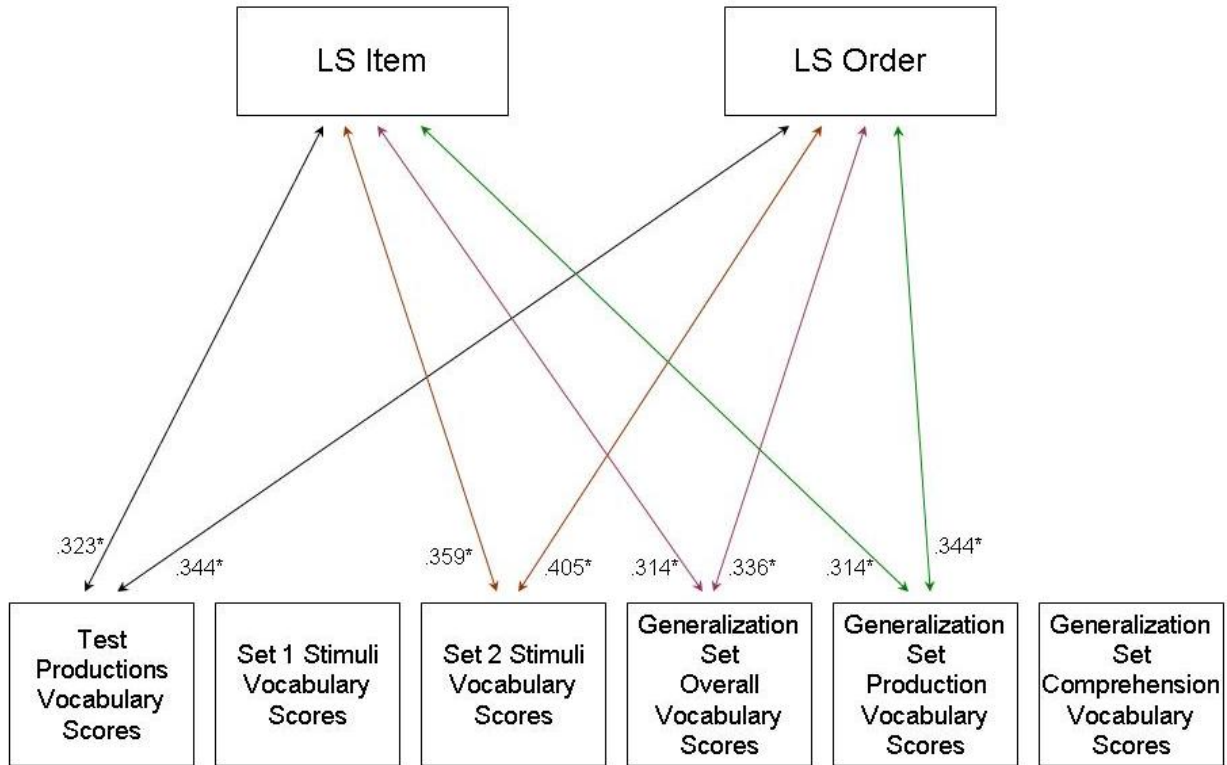 LS Item
LS Order
.323*
.344*
.359*
.405*
.314*
.336*
.314*
.344*
Test
Productions
Vocabulary
Scores
Set 1 Stimuli
Vocabulary
Scores
Set 2 Stimuli
Vocabulary
Scores
Generalization
Set
Overall
Vocabulary
Scores
Generalization
Set
Production
Vocabulary
Scores
Generalization
Set
Comprehension
Vocabulary
Scores